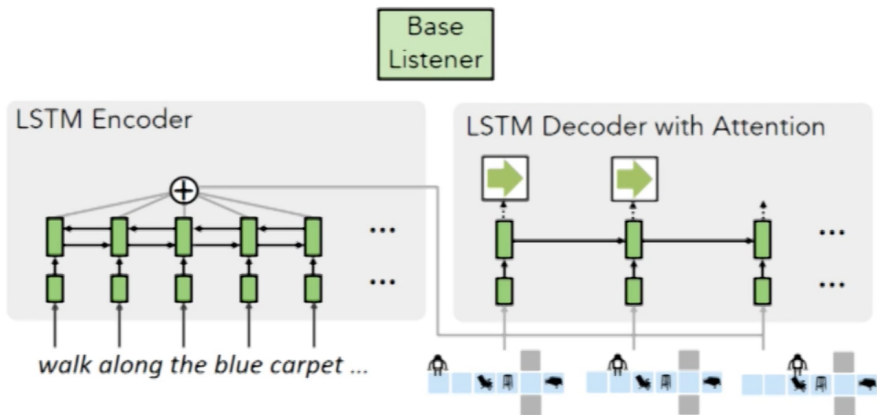 Base
Listener
LSTM Encoder
LSTM Decoder with Attention
...
...
...
...
walk along the blue carpet ...